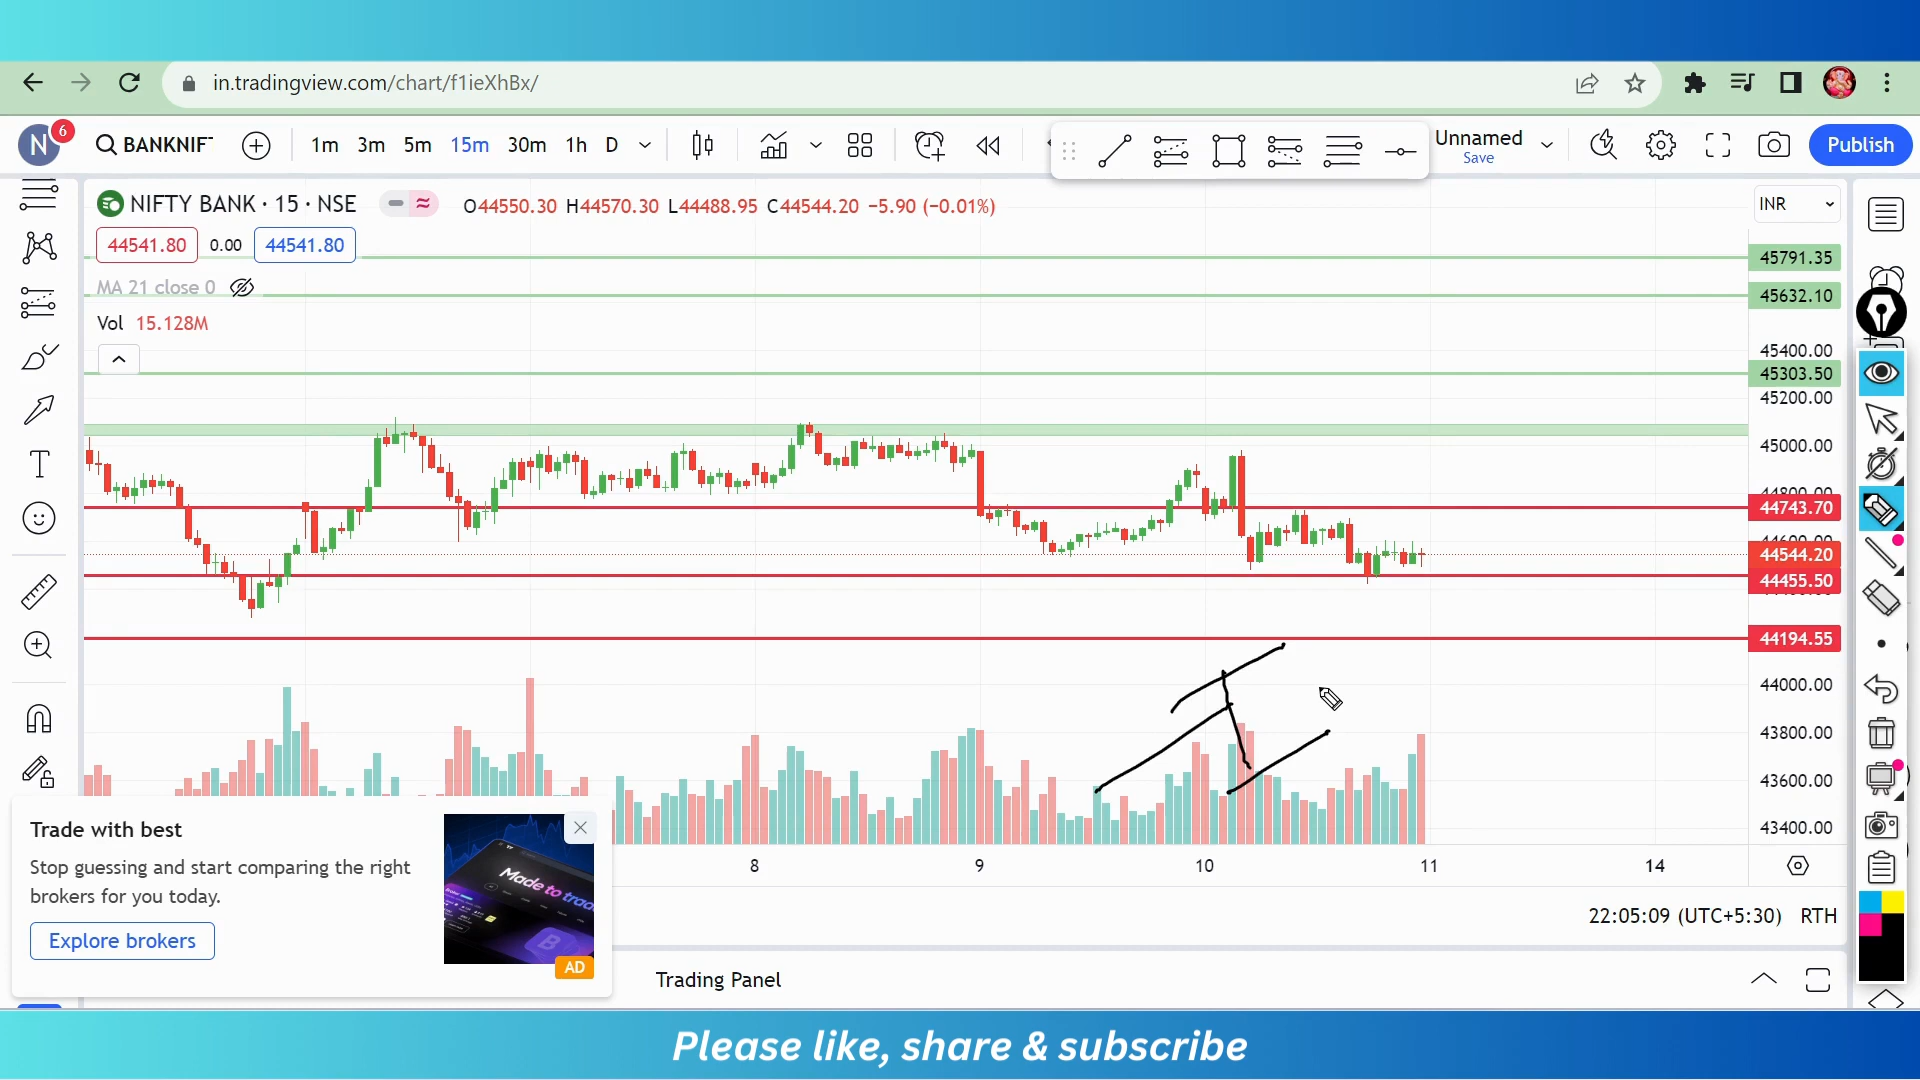 in.tradingview.com/chart/f1ieXhBx/
N 6 BANKNIF 1m 3m 5m 15m 30m 1h D Unnamed Save Publish
NIFTY BANK · 15 · NSE O44550.30 H44570.30 L44488.95 C44544.20 −5.90 (−0.01%) INR
44541.80 0.00 44541.80
45791.35
MA 21 close 0
45632.10
Vol 15.128M
45400.00
45303.50
45200.00
45000.00
44743.70
44544.20
44455.50
44194.55
44000.00
43800.00
43600.00
43400.00
8 9 10 11 14
Trade with best
Stop guessing and start comparing the right
brokers for you today.
Explore brokers
Made to trad
B
AD
22:05:09 (UTC+5:30) RTH
Trading Panel
Please like, share & subscribe